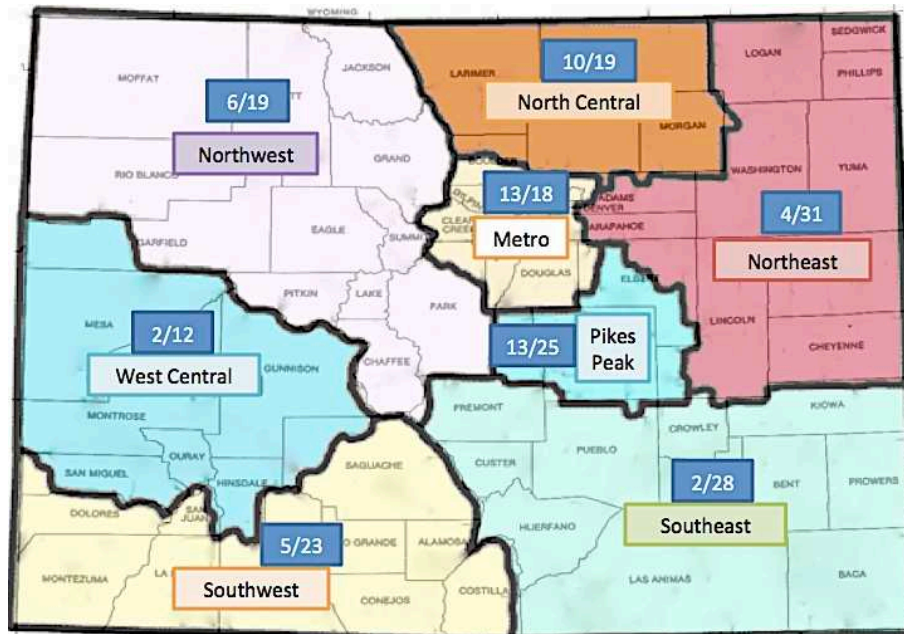 WYOMING
SEDGWICK
LOGAN
JACKSON
LARIMER
10/19
PHILLIPS
MOFFAT
6/19
North Central
MORGAN
Northwest
GRAND
WASHINGTON
YUMA
RIO BLANCO
13/18
ADAMS
DENVER
4/31
CLEAR
CREEK
Metro
ARAPAHOE
EAGLE
Northeast
GARFIELD
DOUGLAS
ELBERT
PITKIN
LAKE
PARK
LINCOLN
MESA
2/12
13/25
Pikes
Peak
CHEYENNE
West Central
GUNNISON
CHAFFEE
MONTROSE
FREMONT
KIOWA
CROWLEY
OURAY
PUEBLO
SAGUACHE
CUSTER
SAN MIGUEL
HINSDALE
2/28
BENT
PROWERS
DOLORES
SAN
JUAN
Southeast
5/23
HUERFANO
ALAMOSA
MONTEZUMA
Southwest
LAS ANIMAS
BACA
CONEJOS
COSTILLA